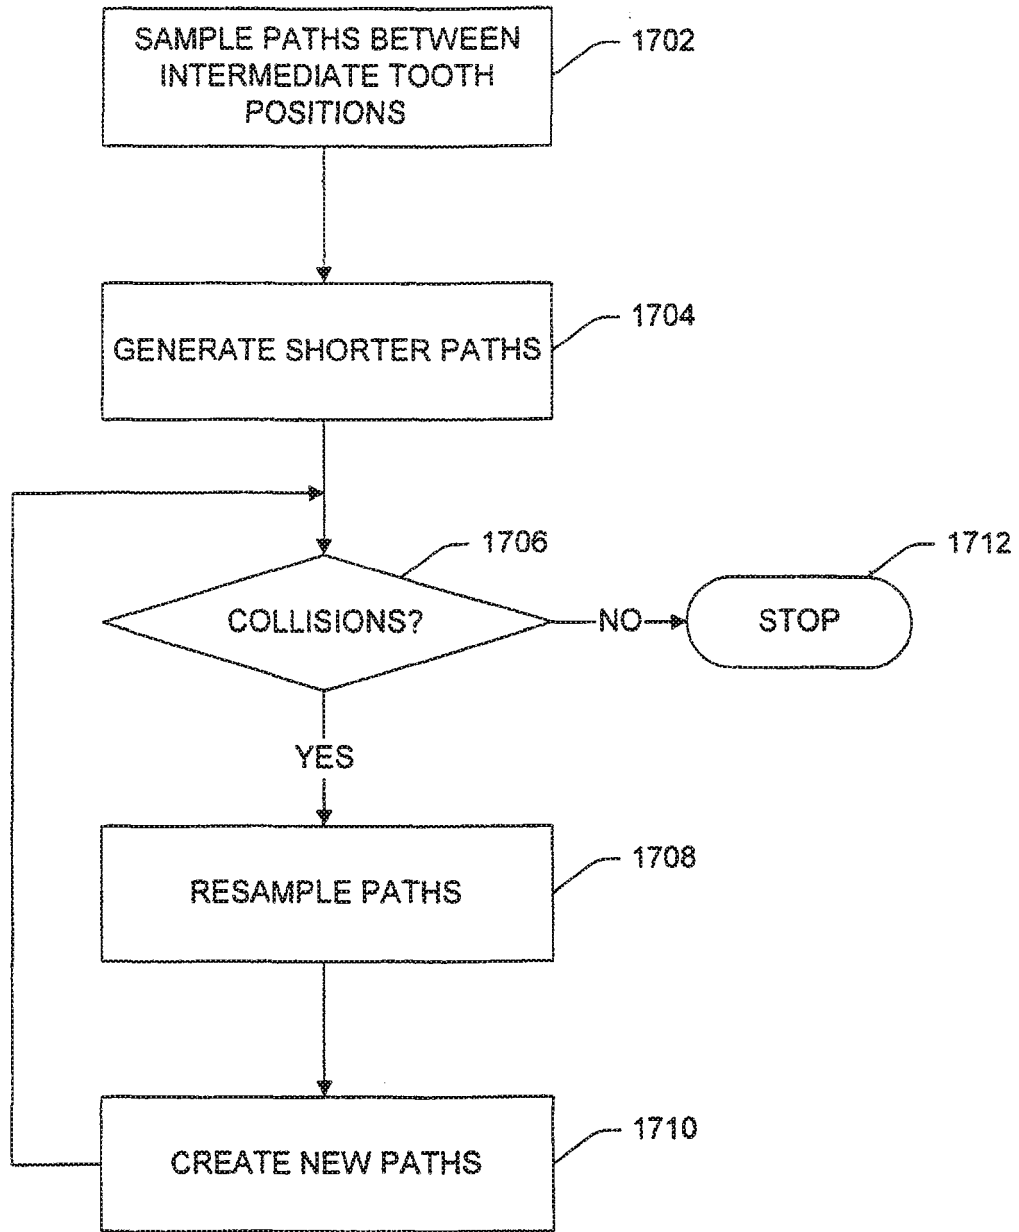 SAMPLE PATHS BETWEEN
INTERMEDIATE TOOTH
POSITIONS
1702
GENERATE SHORTER PATHS
1704
COLLISIONS?
1706
NO
STOP
1712
YES
RESAMPLE PATHS
1708
CREATE NEW PATHS
1710